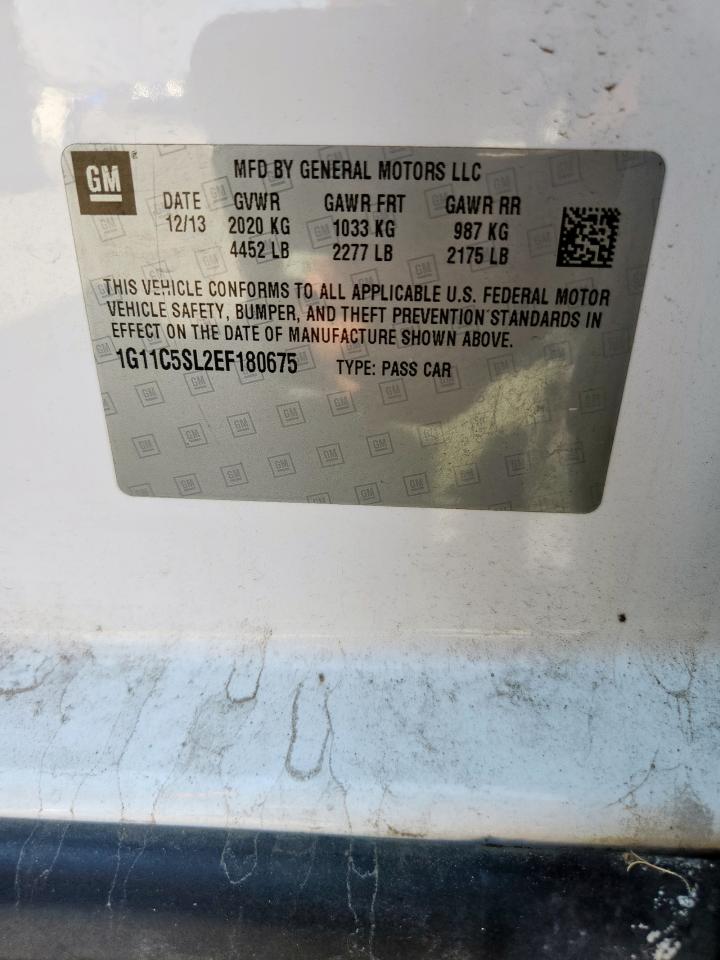 GM
MFD BY GENERAL MOTORS LLC
DATE GVWR GAWR FRT GAWR RR
12/13 2020 KG 1033 KG 987 KG
4452 LB 2277 LB 2175 LB
THIS VEHICLE CONFORMS TO ALL APPLICABLE U.S. FEDERAL MOTOR
VEHICLE SAFETY, BUMPER, AND THEFT PREVENTION STANDARDS IN
EFFECT ON THE DATE OF MANUFACTURE SHOWN ABOVE.
1G11C5SL2EF180675 TYPE: PASS CAR